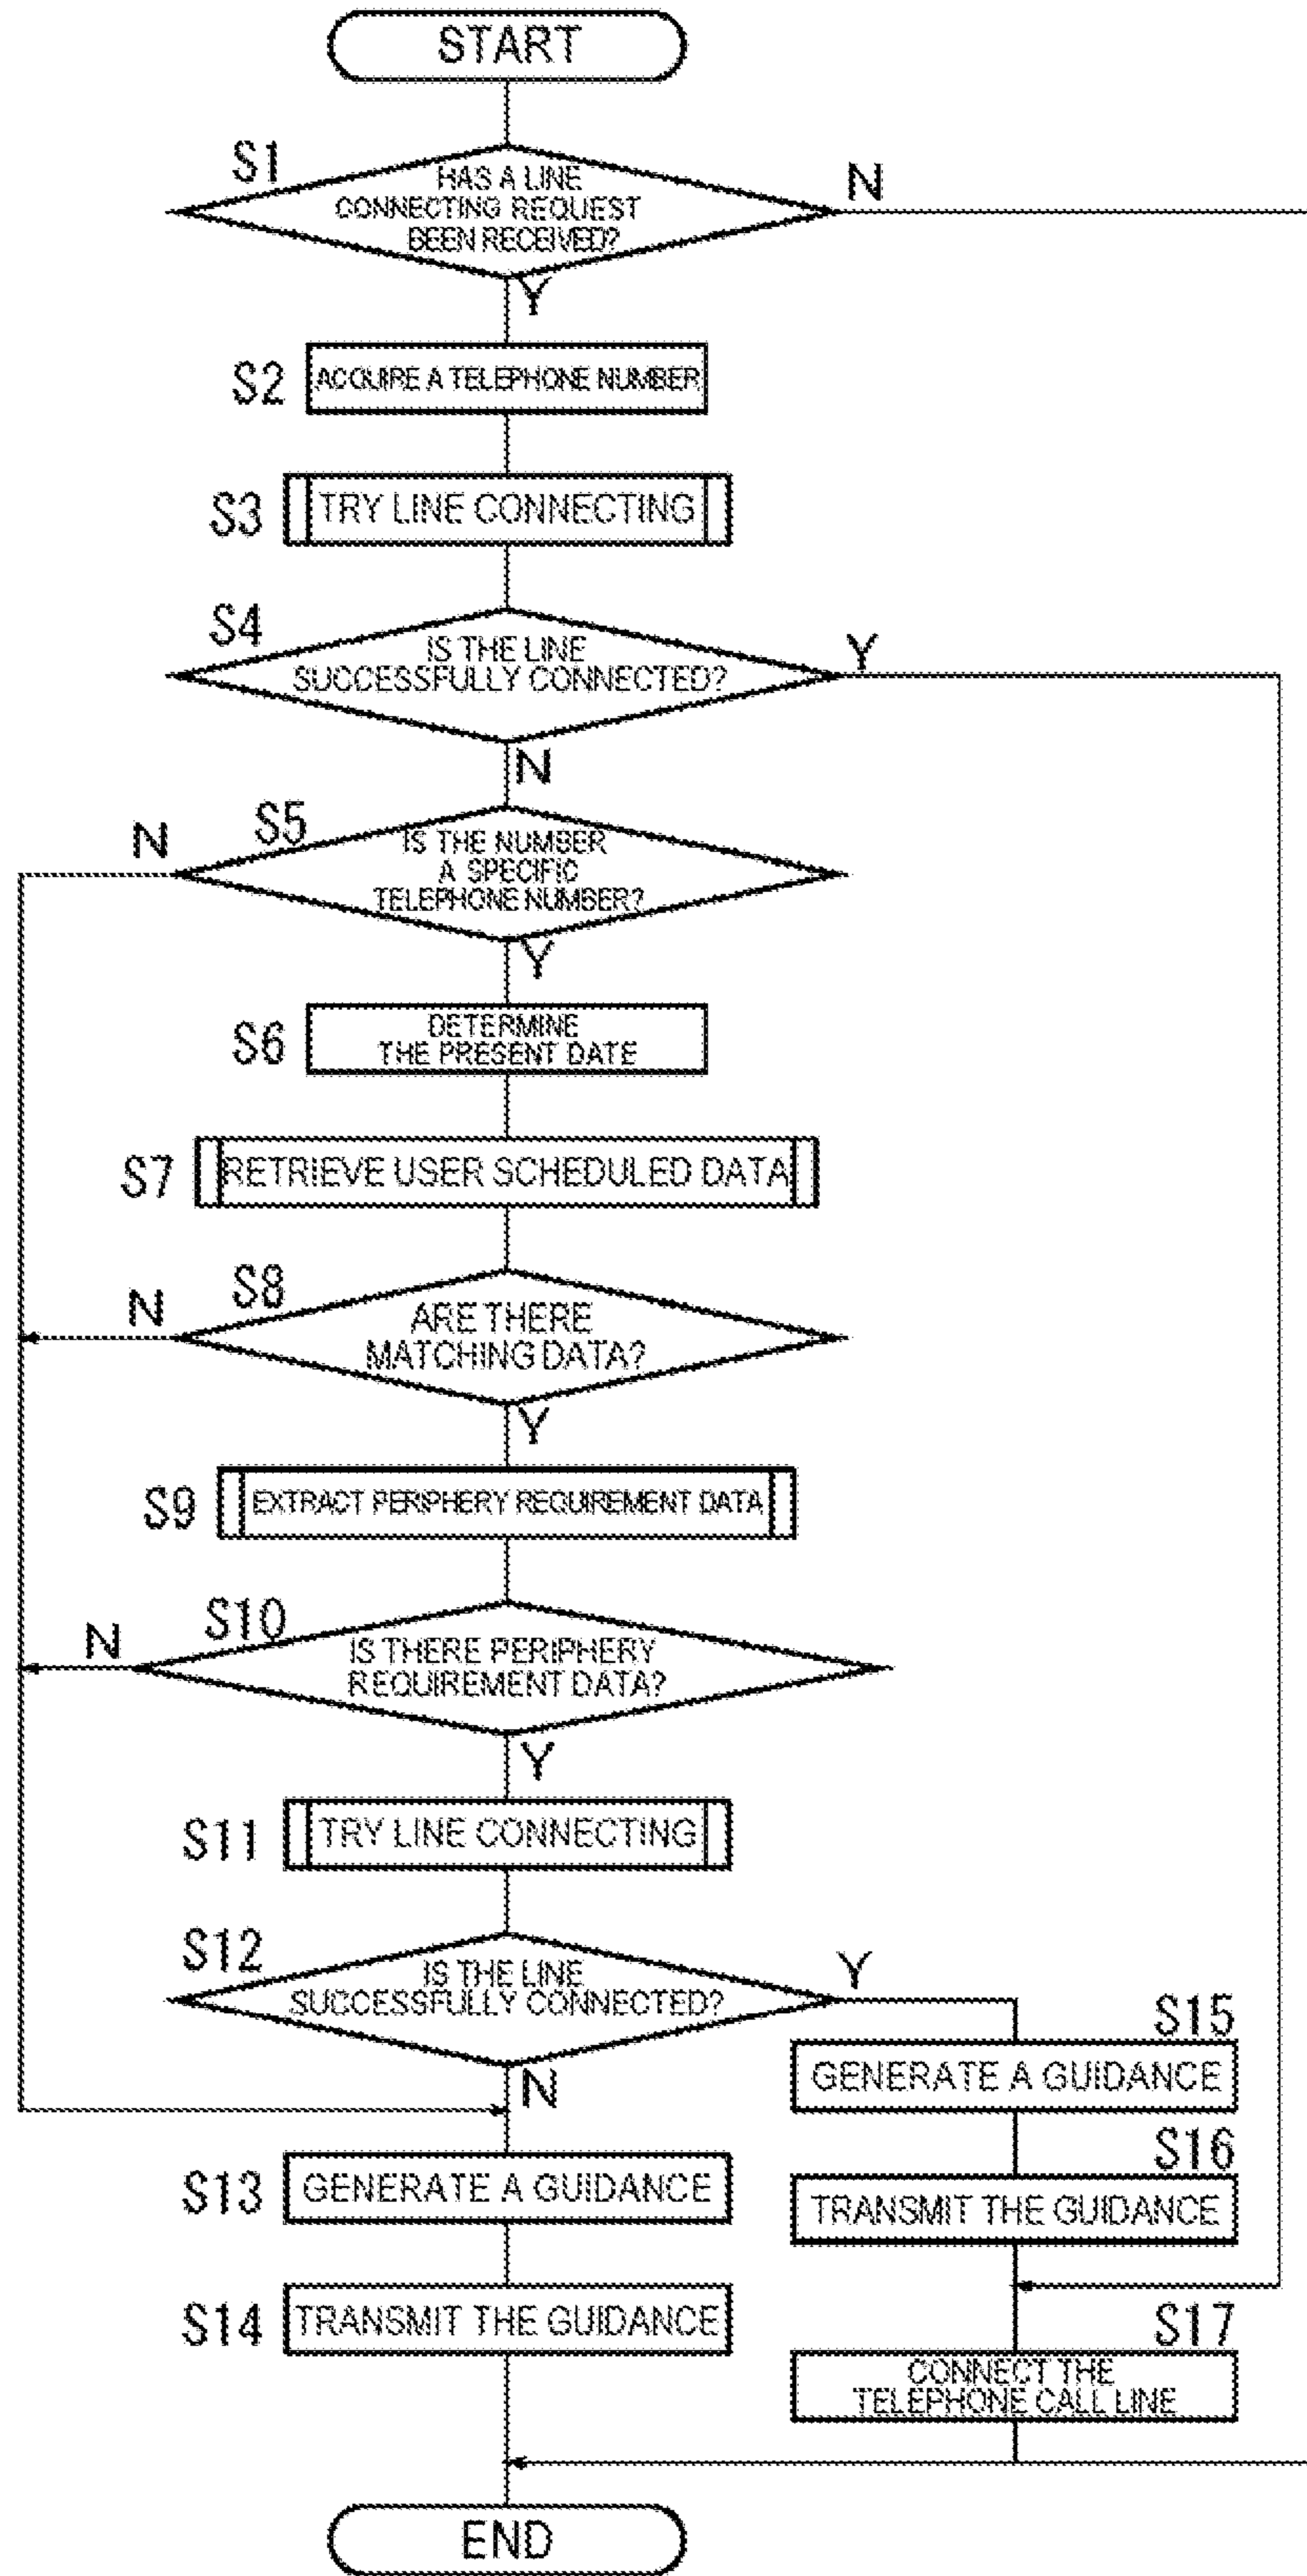 START
S1
HAS A LINE
CONNECTING REQUEST
BEEN RECEIVED?
N
Y
S2
ACQUIRE A TELEPHONE NUMBER
S3
TRY LINE CONNECTING
S4
IS THE LINE
SUCCESSFULLY CONNECTED?
Y
N
S5
N
IS THE NUMBER
A SPECIFIC
TELEPHONE NUMBER?
Y
S6
DETERMINE
THE PRESENT DATE
S7
RETRIEVE USER SCHEDULED DATA
S8
N
ARE THERE
MATCHING DATA?
Y
S9
EXTRACT PERIPHERY REQUIREMENT DATA
S10
N
IS THERE PERIPHERY
REQUIREMENT DATA?
Y
S11
TRY LINE CONNECTING
S12
IS THE LINE
SUCCESSFULLY CONNECTED?
Y
N
S15
GENERATE A GUIDANCE
S16
TRANSMIT THE GUIDANCE
S13
GENERATE A GUIDANCE
S14
TRANSMIT THE GUIDANCE
S17
CONNECT THE
TELEPHONE CALL LINE
END